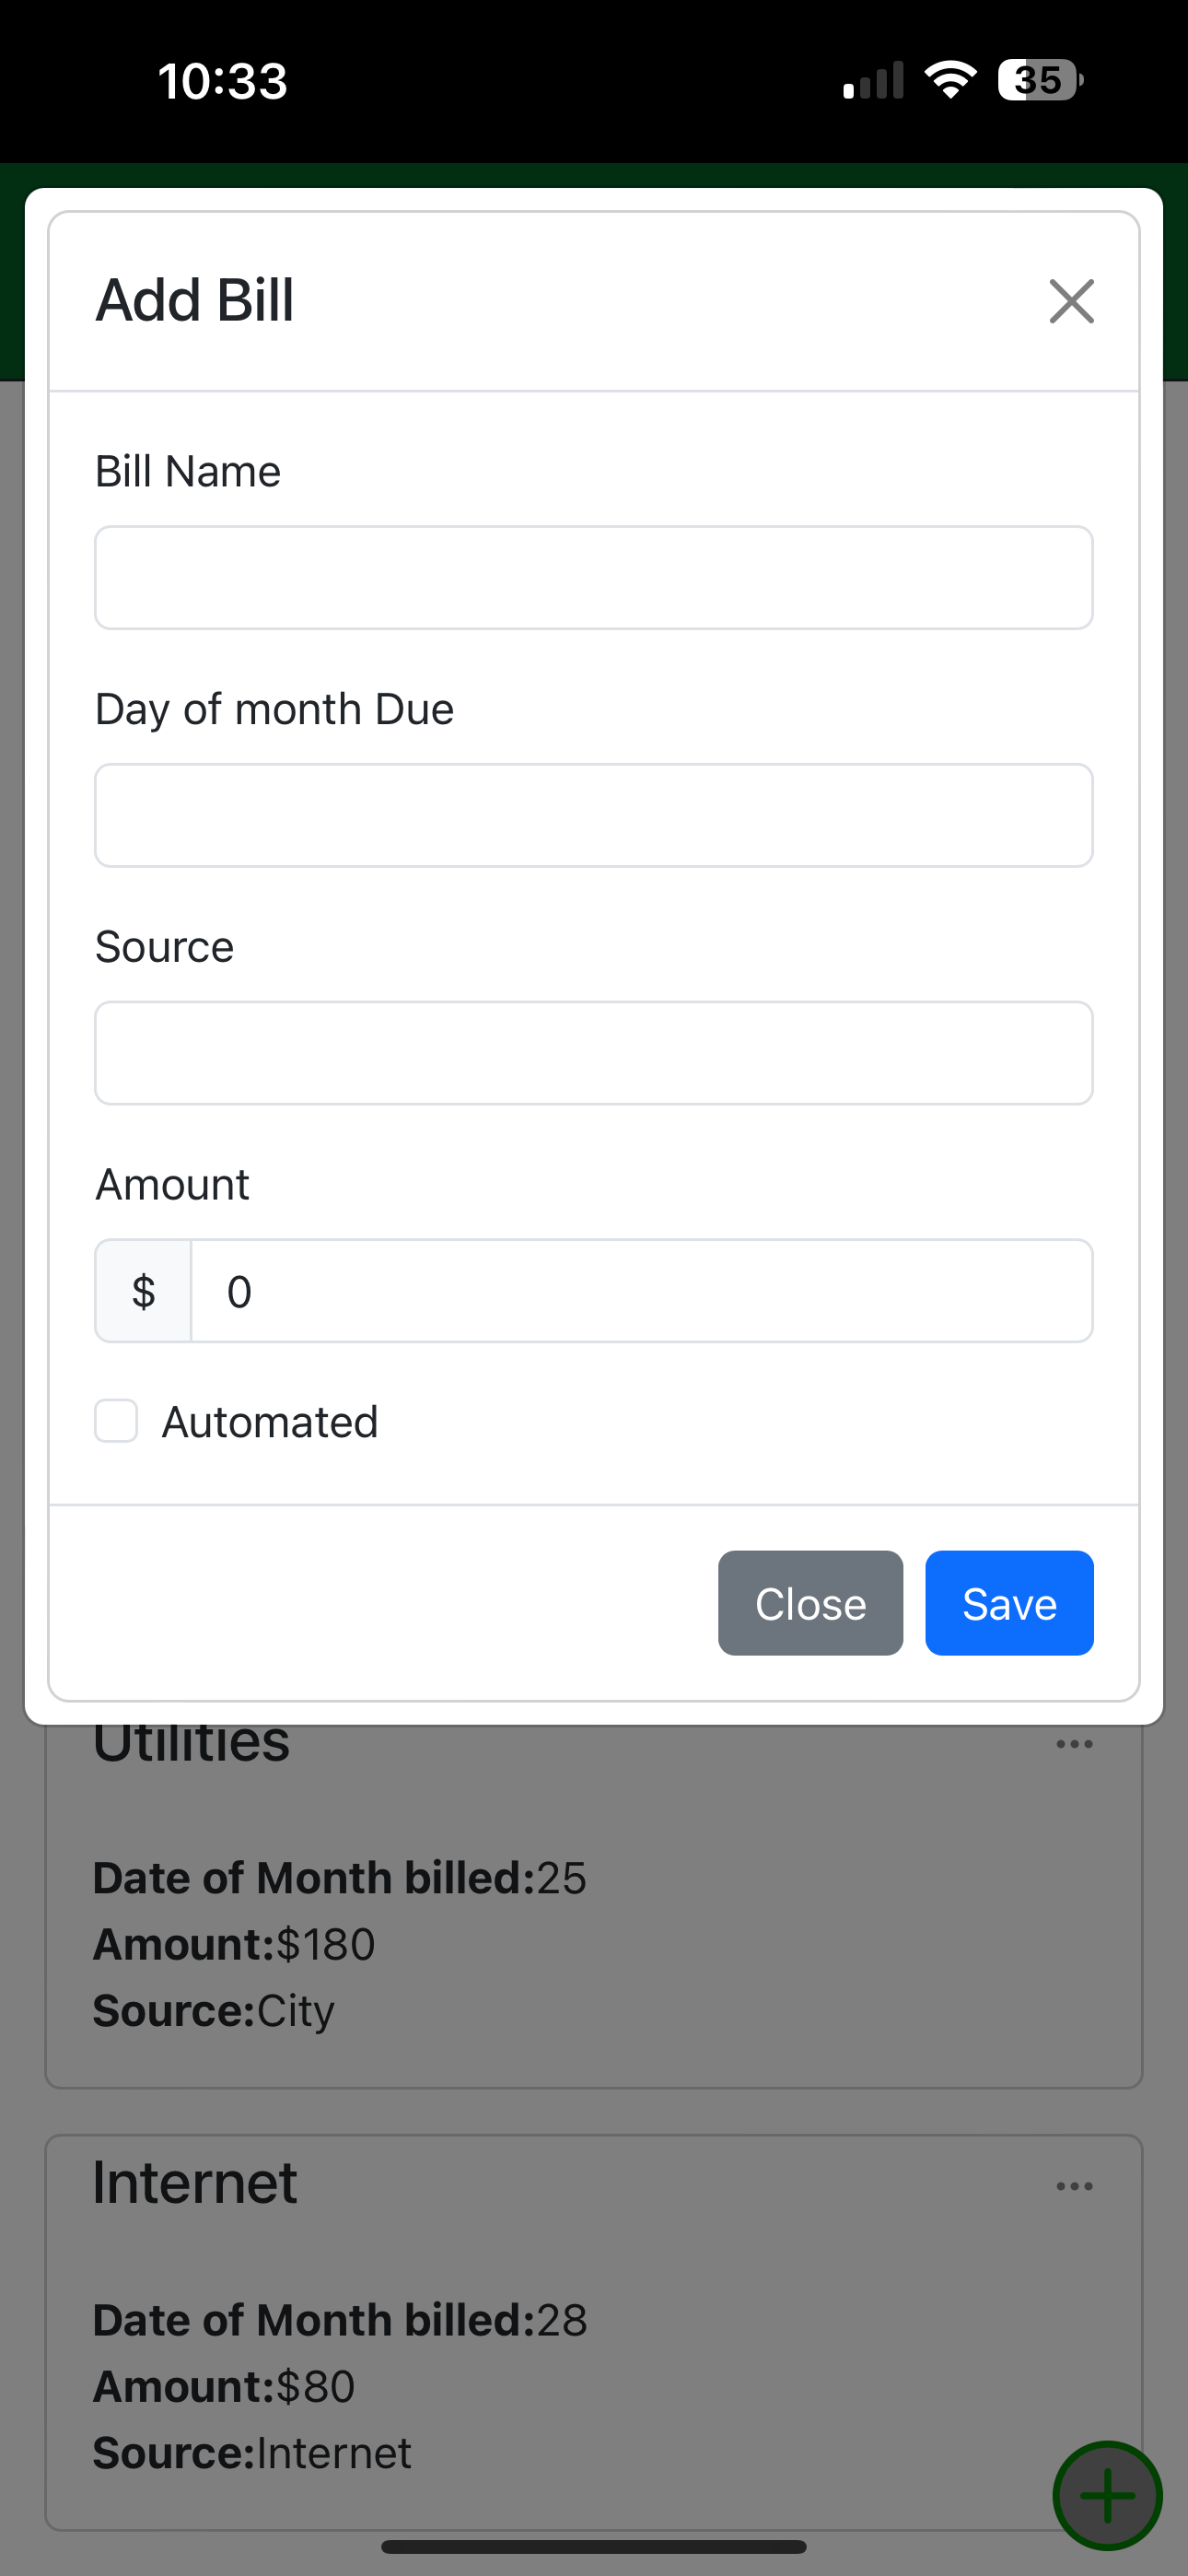 10:33
35
Add Bill
Bill Name
Day of month Due
Source
Amount
$ 0
Automated
Close Save
Utilities
Date of Month billed:25
Amount:$180
Source:City
Internet
Date of Month billed:28
Amount:$80
Source:Internet